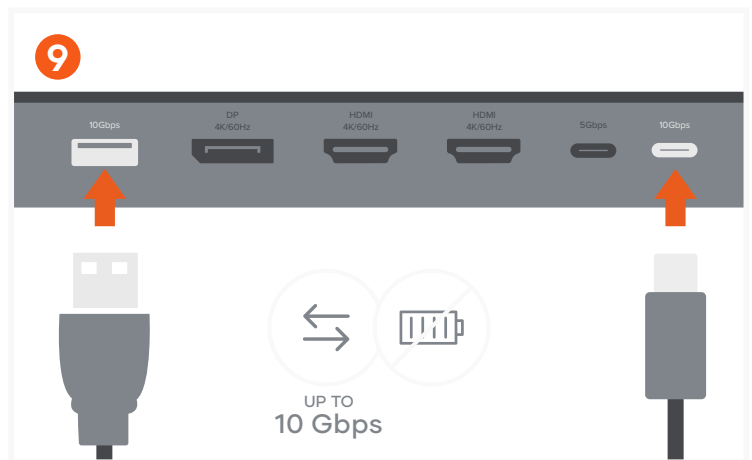 9
10Gbps
DP
4K/60Hz
HDMI
4K/60Hz
HDMI
4K/60Hz
5Gbps
10Gbps
UP TO
10 Gbps